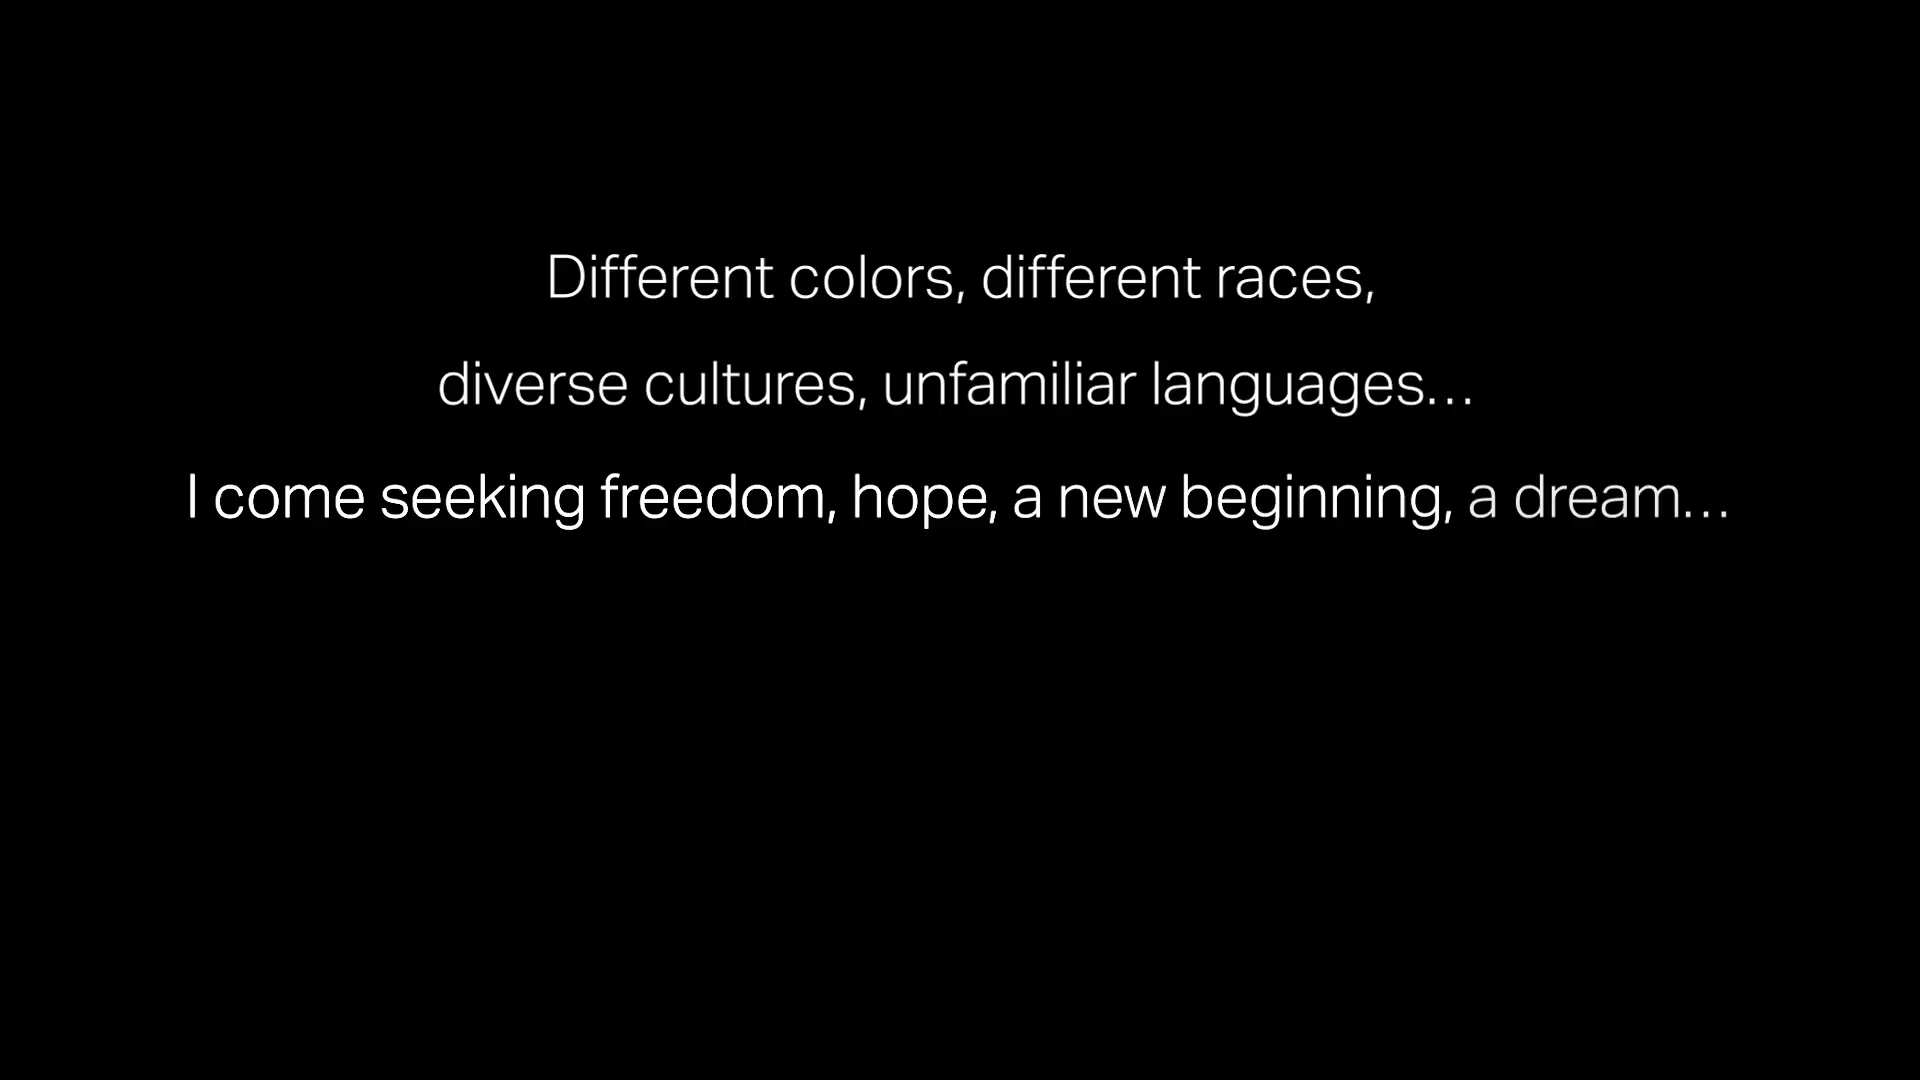 Different colors, different races,
diverse cultures, unfamiliar languages…
I come seeking freedom, hope, a new beginning, a dream…